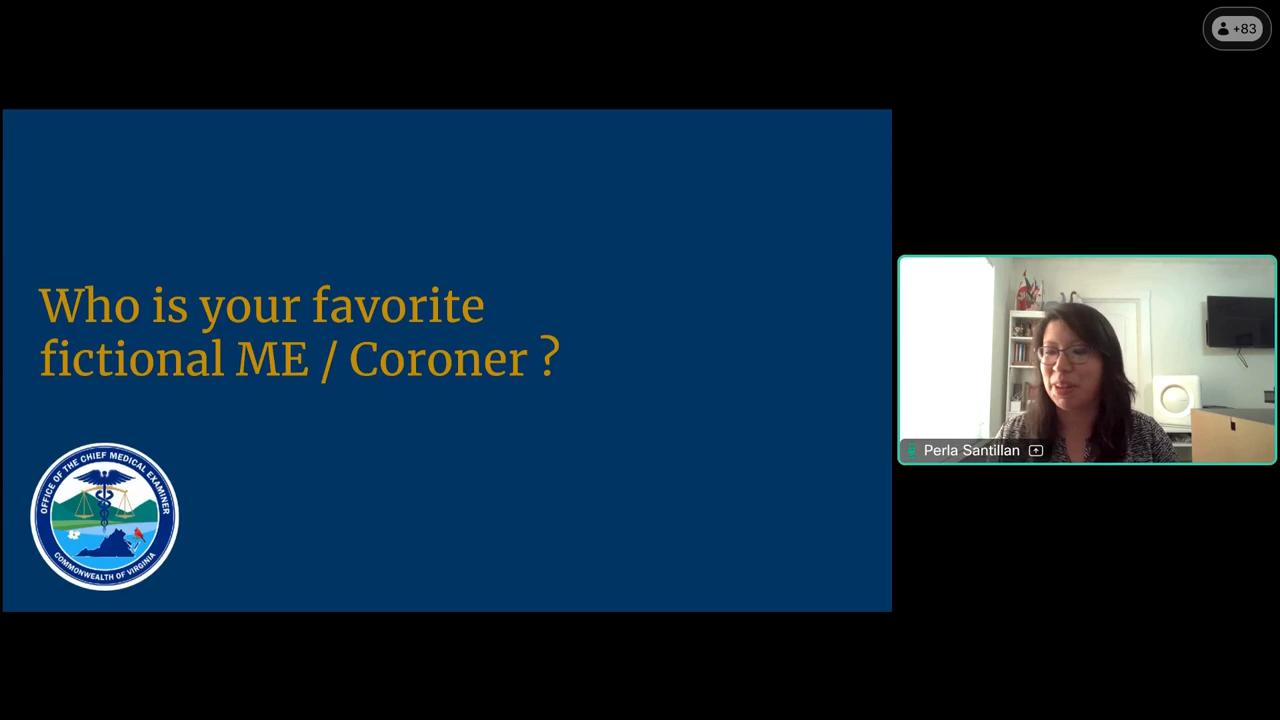 +83
Who is your favorite
fictional ME / Coroner ?
OFFICE OF THE CHIEF MEDICAL EXAMINER
COMMONWEALTH OF VIRGINIA
Perla Santillan